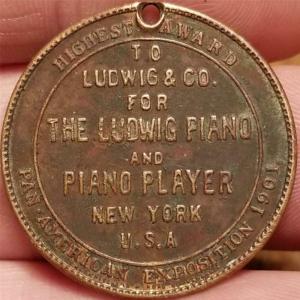 HIGHEST AWARD
TO
LUDWIG & CO.
FOR
THE LUDWIG PIANO
AND
PIANO PLAYER
NEW YORK
U.S.A
PAN-AMERICAN EXPOSITION 1901